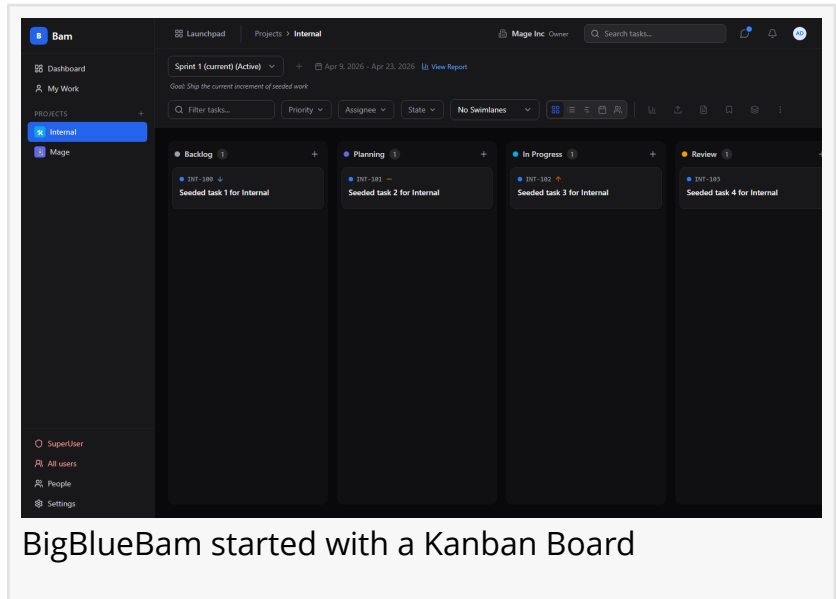 B Bam
Launchpad Projects > Internal Mage Inc Owner Search tasks...
AD
Dashboard
My Work
PROJECTS +
Internal
Mage
Sprint 1 (current) (Active) + Apr 9, 2026 - Apr 23, 2026 View Report
Goal: Ship the current increment of seeded work
Filter tasks... Priority Assignee State No Swimlanes
Backlog 1 + Planning 1 + In Progress 1 + Review 1 +
INT-100 ↓ INT-101 — INT-102 ↑ INT-103
Seeded task 1 for Internal Seeded task 2 for Internal Seeded task 3 for Internal Seeded task 4 for Internal
SuperUser
All users
People
Settings
BigBlueBam started with a Kanban Board